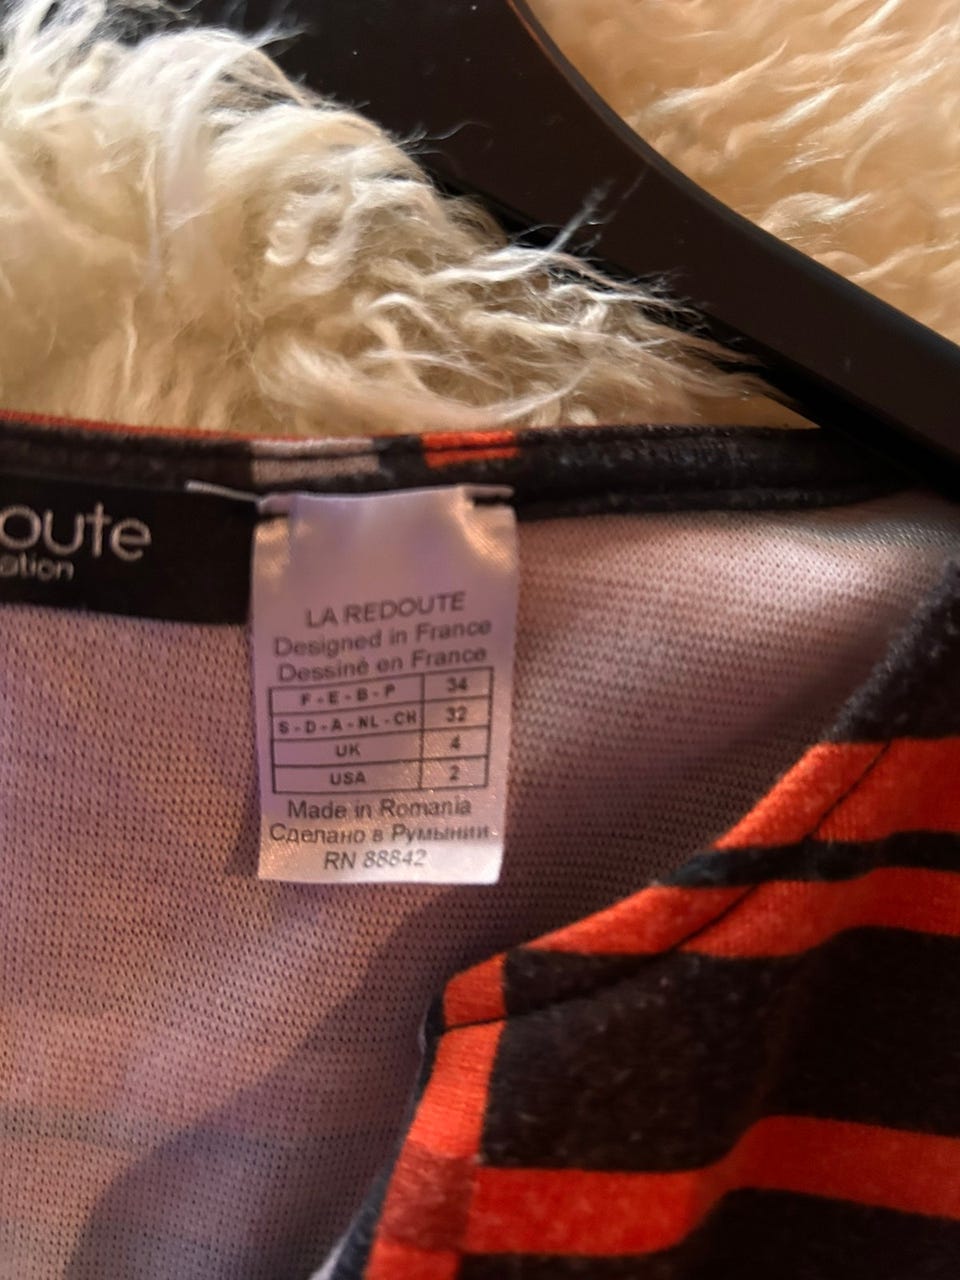 oute
ation
LA REDOUTE
Designed in France
Dessiné en France
F - E - B - P 34
S - D - A - NL - CH 32
UK 4
USA 2
Made in Romania
Сделано в Румынии
RN 88842